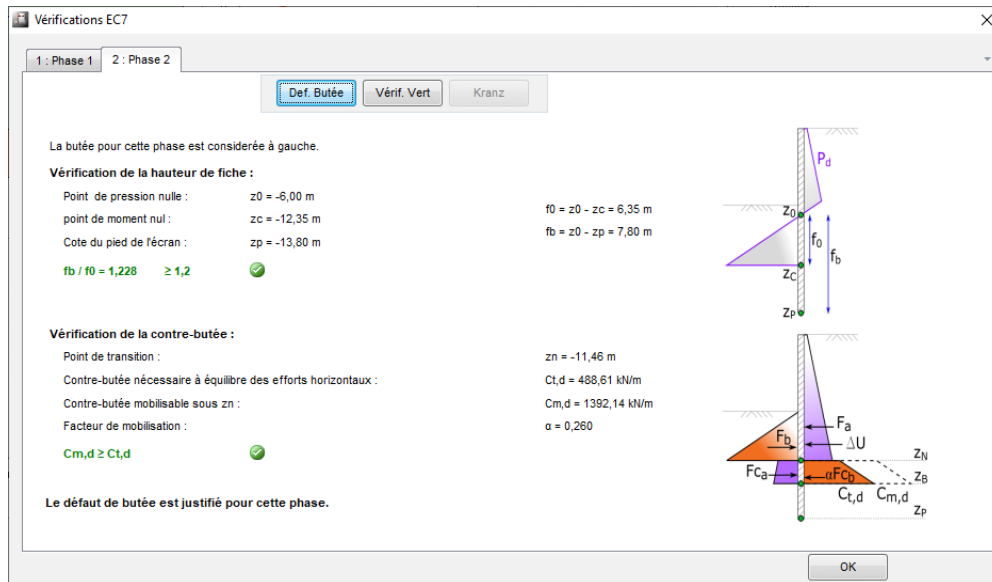 Vérifications EC7
1 : Phase 1
2 : Phase 2
Def. Butée
Vérif. Vert
Kranz
La butée pour cette phase est considérée à gauche.
Vérification de la hauteur de fiche :
Point de pression nulle : z0 = -6,00 m
point de moment nul : zc = -12,35 m
Cote du pied de l'écran : zp = -13,80 m
f0 = z0 - zc = 6,35 m
fb = z0 - zp = 7,80 m
fb / f0 = 1,228 ≥ 1,2
Pd
z0
f0
fb
zC
zP
Vérification de la contre-butée :
Point de transition : zn = -11,46 m
Contre-butée nécessaire à équilibre des efforts horizontaux : Ct,d = 488,61 kN/m
Contre-butée mobilisable sous zn : Cm,d = 1392,14 kN/m
Facteur de mobilisation : α = 0,260
Cm,d ≥ Ct,d
Le défaut de butée est justifié pour cette phase.
Fa
Fb
ΔU
zN
Fca
αFcb
zB
Ct,d Cm,d
zP
OK